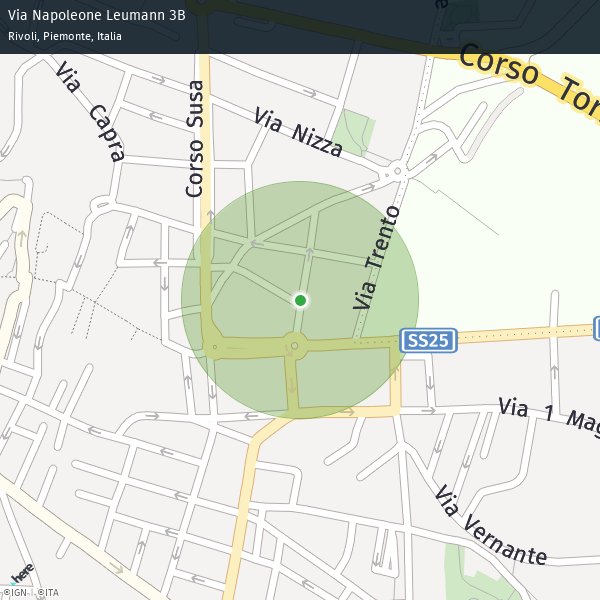 Via Napoleone Leumann 3B
Rivoli, Piemonte, Italia
Corso Tori
Via Capra
Corso Susa
Via Nizza
Via Trento
SS25
Via 1 Mag
Via Vernante
here
©IGN - | ©ITA